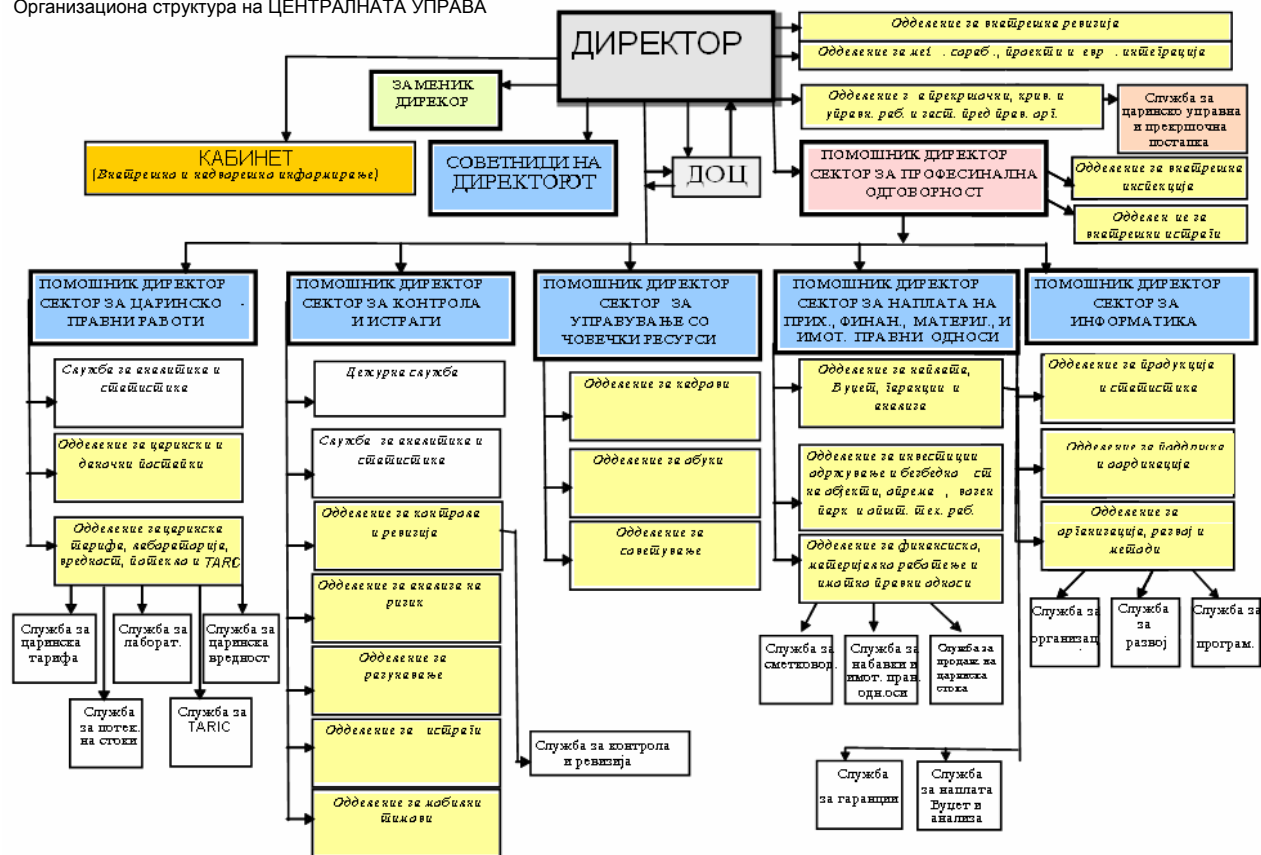 Организациона структура на ЦЕНТРАЛНАТА УПРАВА
ДИРЕКТОР
Одделение за внатрешна ревизија
Одделение за меѓ . сораб ., проекти и евр . интеграција
ЗАМЕНИК
ДИРЕКОР
Одделение з а прекршочни, крив. и
управн. раб. и заст. пред прав. орг.
Служба за
царинско управна
и прекршочна
постапка
КАБИНЕТ
(Внатрешно и надворешно информирање)
СОВЕТНИЦИ НА
ДИРЕКТОРОТ
ДОЦ
ПОМОШНИК ДИРЕКТОР
СЕКТОР ЗА ПРОФЕСИНАЛНА
ОДГОВОРНОСТ
Одделение за внатрешна
инспекција
Одделен ие за
внатрешни истраги
ПОМОШНИК ДИРЕКТОР
СЕКТОР ЗА ЦАРИНСКО -
ПРАВНИ РАБОТИ
ПОМОШНИК ДИРЕКТОР
СЕКТОР ЗА КОНТРОЛА
И ИСТРАГИ
ПОМОШНИК ДИРЕКТОР
СЕКТОР ЗА
УПРАВУВАЊЕ СО
ЧОВЕЧКИ РЕСУРСИ
ПОМОШНИК ДИРЕКТОР
СЕКТОР ЗА НАПЛАТА НА
ПРИХ., ФИНАН., МАТЕРИЈ., И
ИМОТ. ПРАВНИ ОДНОСИ
ПОМОШНИК ДИРЕКТОР
СЕКТОР ЗА
ИНФОРМАТИКА
Служба за аналитика и
статистика
Одделение за царински и
даночни постапки
Одделение зацаринска
тарифа, лабораторија,
вредност, потекло и TARIC
Служба за
царинска
тарифа
Служба за
лаборат.
Служба за
царинска
вредност
Служба
за потек.
на стоки
Служба за
TARIC
Дежурна служба
Служба за аналитика и
статистика
Одделение за контрола
и ревизија
Одделение за анализа на
ризик
Одделение за
разузнавање
Одделение за истраги
Одделение за мобилни
тимови
Служба за контрола
и ревизија
Одделение за кадрови
Одделение за обуки
Одделение за
советување
Одделение за наплата,
Буџет, гаранции и
анализа
Одделение за инвестиции
одржување и безбедно ст
на објекти, опрема , возен
парк и општ. тех. раб.
Одделение за финансиско,
материјално работење и
имотно правни односи
Служба за
сметковод.
Служба за
набавки и
имот. прав.
одн.оси
Служба за
продаж. на
царинска
стока
Служба
за гаранции
Служба
за наплата
Буџет и
анализа
Одделение за продукција
и статистика
Одделение за поддршка
и координација
Одделение за
организација, развој и
методи
Служба за
организац
.
Служба
за
развој
Служба за
програм.